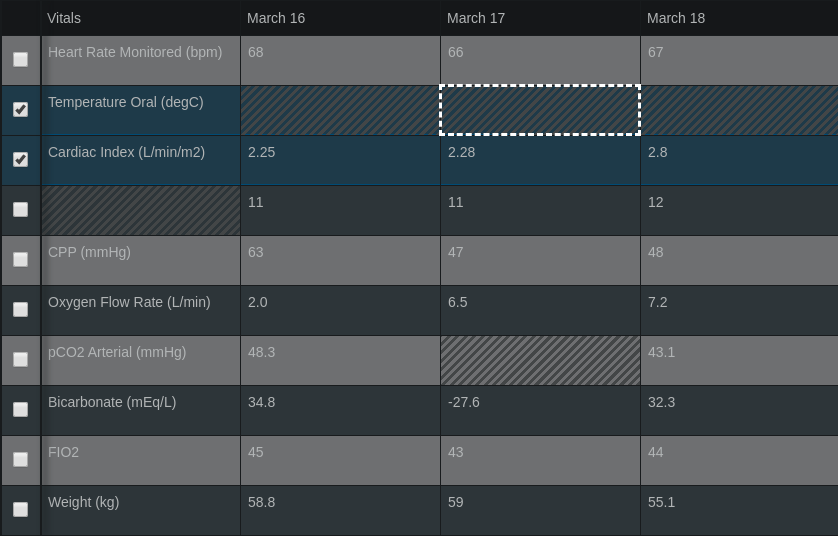 Vitals March 16 March 17 March 18
Heart Rate Monitored (bpm) 68 66 67
Temperature Oral (degC)
Cardiac Index (L/min/m2) 2.25 2.28 2.8
11 11 12
CPP (mmHg) 63 47 48
Oxygen Flow Rate (L/min) 2.0 6.5 7.2
pCO2 Arterial (mmHg) 48.3 43.1
Bicarbonate (mEq/L) 34.8 -27.6 32.3
FIO2 45 43 44
Weight (kg) 58.8 59 55.1